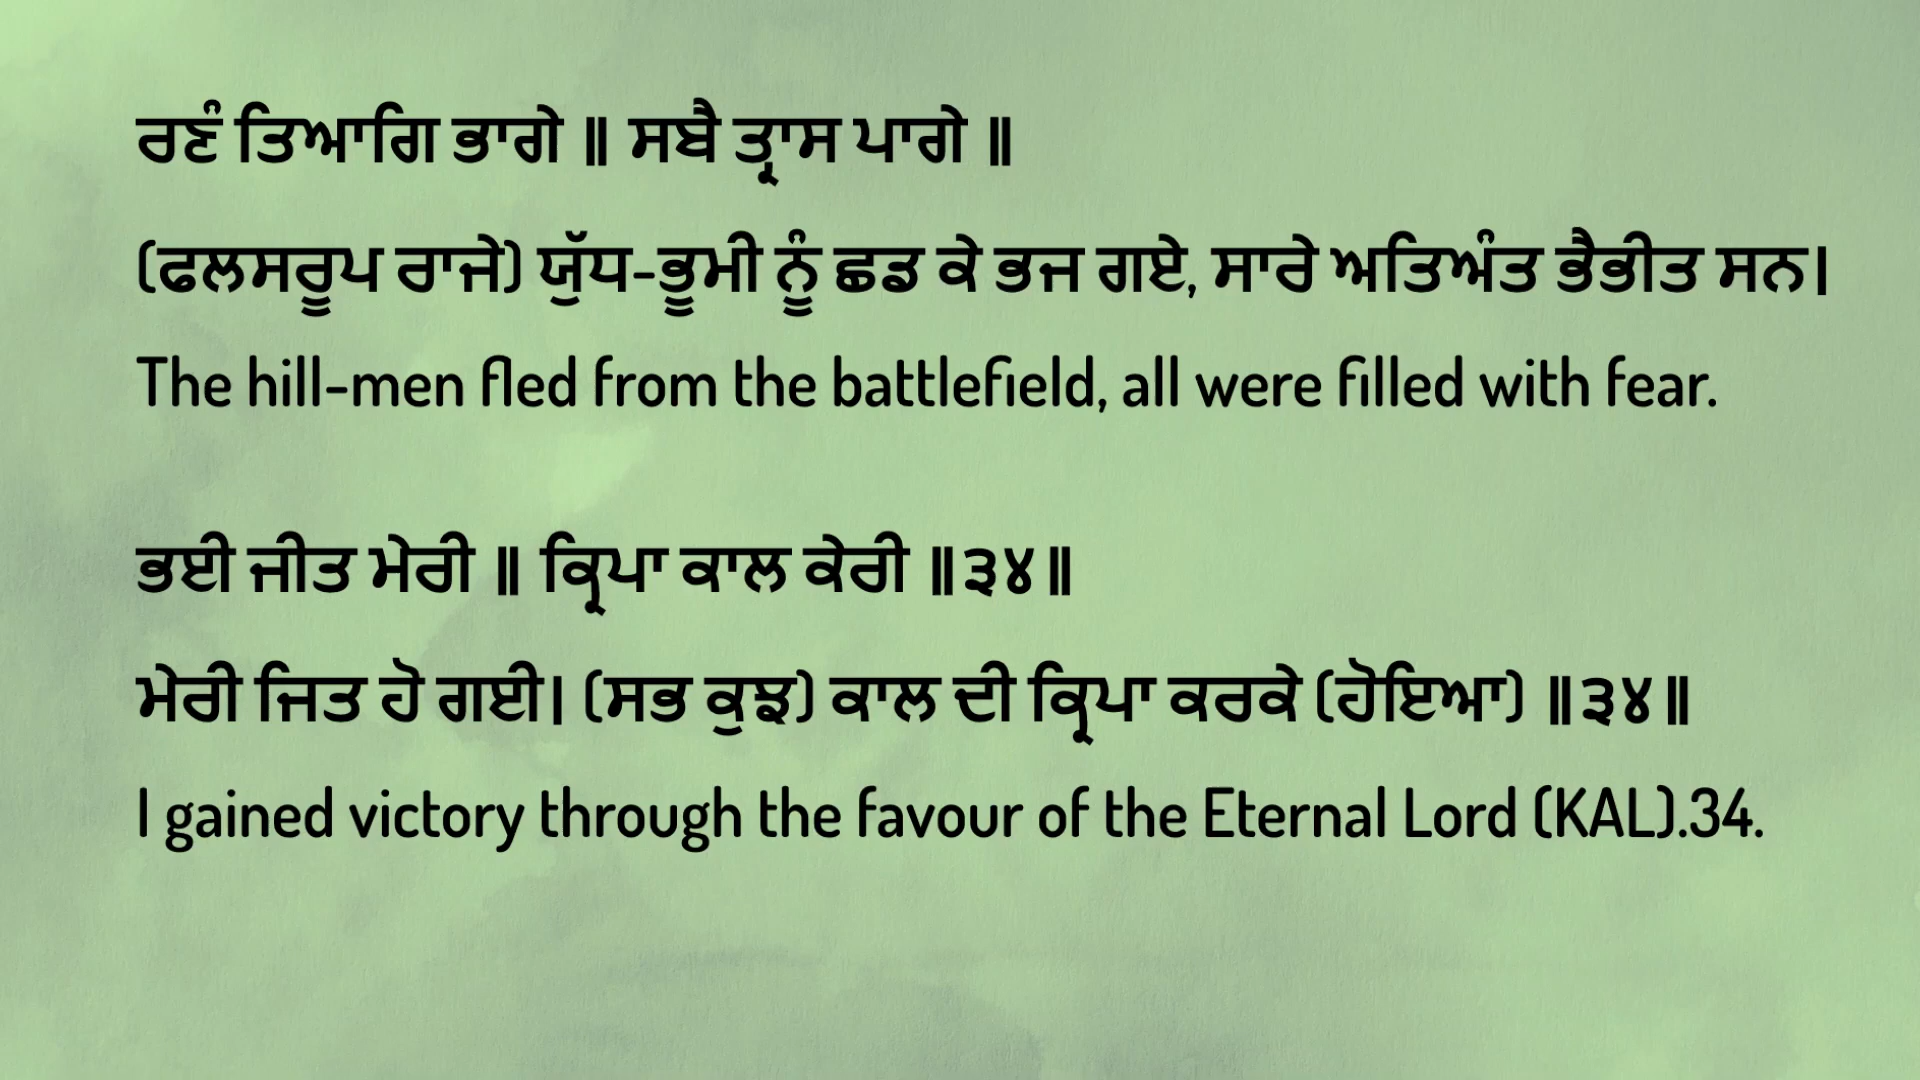 ਰਣੰ ਤਿਆਗਿ ਭਾਗੇ ॥ ਸਬੈ ਤ੍ਰਾਸ ਪਾਗੇ ॥
(ਫਲਸਰੂਪ ਰਾਜੇ) ਯੁੱਧ-ਭੂਮੀ ਨੂੰ ਛਡ ਕੇ ਭਜ ਗਏ, ਸਾਰੇ ਅਤਿਅੰਤ ਭੈਭੀਤ ਸਨ।
The hill-men fled from the battlefield, all were filled with fear.
ਭਈ ਜੀਤ ਮੇਰੀ ॥ ਕ੍ਰਿਪਾ ਕਾਲ ਕੇਰੀ ॥੩੪॥
ਮੇਰੀ ਜਿਤ ਹੋ ਗਈ। (ਸਭ ਕੁਝ) ਕਾਲ ਦੀ ਕ੍ਰਿਪਾ ਕਰਕੇ (ਹੋਇਆ) ॥੩੪॥
I gained victory through the favour of the Eternal Lord (KAL).34.